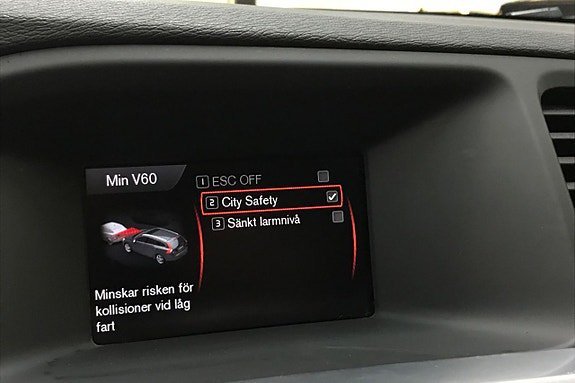 Min V60
1 ESC OFF
2 City Safety
3 Sänkt larmnivå
Minskar risken för
kollisioner vid låg
fart